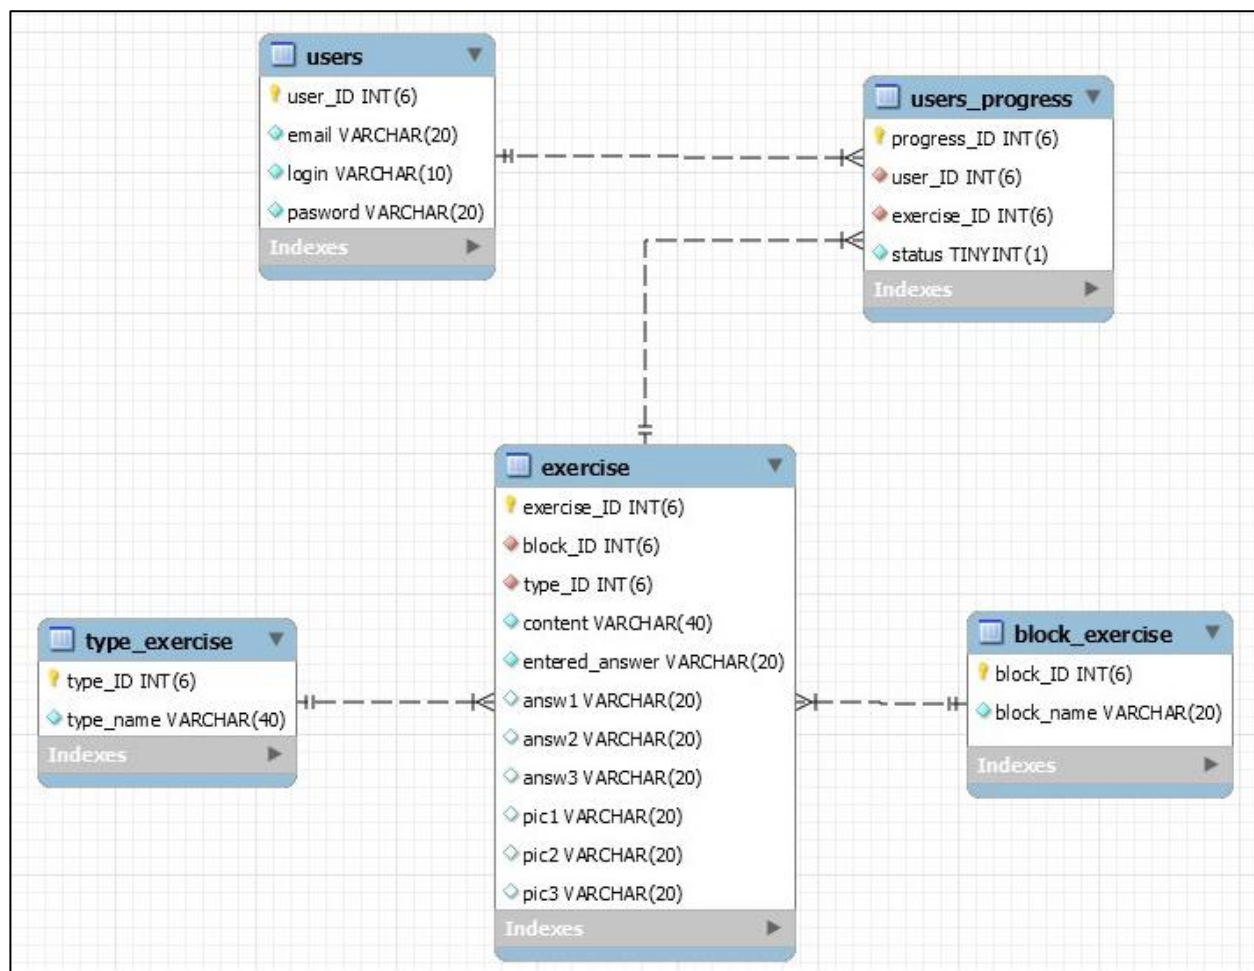 users
user_ID INT(6)
email VARCHAR(20)
login VARCHAR(10)
pasword VARCHAR(20)
Indexes
users_progress
progress_ID INT(6)
user_ID INT(6)
exercise_ID INT(6)
status TINYINT(1)
Indexes
exercise
exercise_ID INT(6)
block_ID INT(6)
type_ID INT(6)
content VARCHAR(40)
entered_answer VARCHAR(20)
answ1 VARCHAR(20)
answ2 VARCHAR(20)
answ3 VARCHAR(20)
pic1 VARCHAR(20)
pic2 VARCHAR(20)
pic3 VARCHAR(20)
Indexes
type_exercise
type_ID INT(6)
type_name VARCHAR(40)
Indexes
block_exercise
block_ID INT(6)
block_name VARCHAR(20)
Indexes